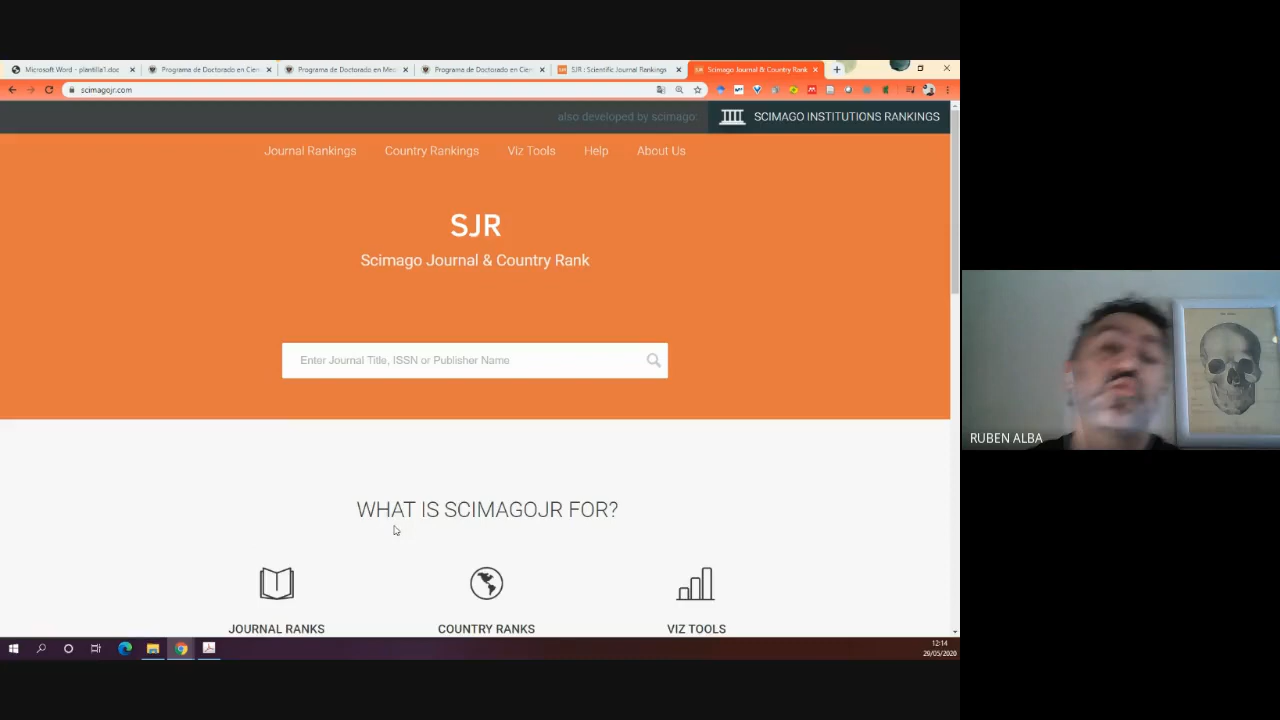 Microsoft Word - plantilla1.doc
Programa de Doctorado en Cien
Programa de Doctorado en Me
Programa de Doctorado en Cien
SJR : Scientific Journal Rankings
Scimago Journal & Country Rank
scimagojr.com
also developed by scimago:
SCIMAGO INSTITUTIONS RANKINGS
Journal Rankings
Country Rankings
Viz Tools
Help
About Us
SJR
Scimago Journal & Country Rank
Enter Journal Title, ISSN or Publisher Name
WHAT IS SCIMAGOJR FOR?
JOURNAL RANKS
COUNTRY RANKS
VIZ TOOLS
RUBEN ALBA
12:14
29/05/2020